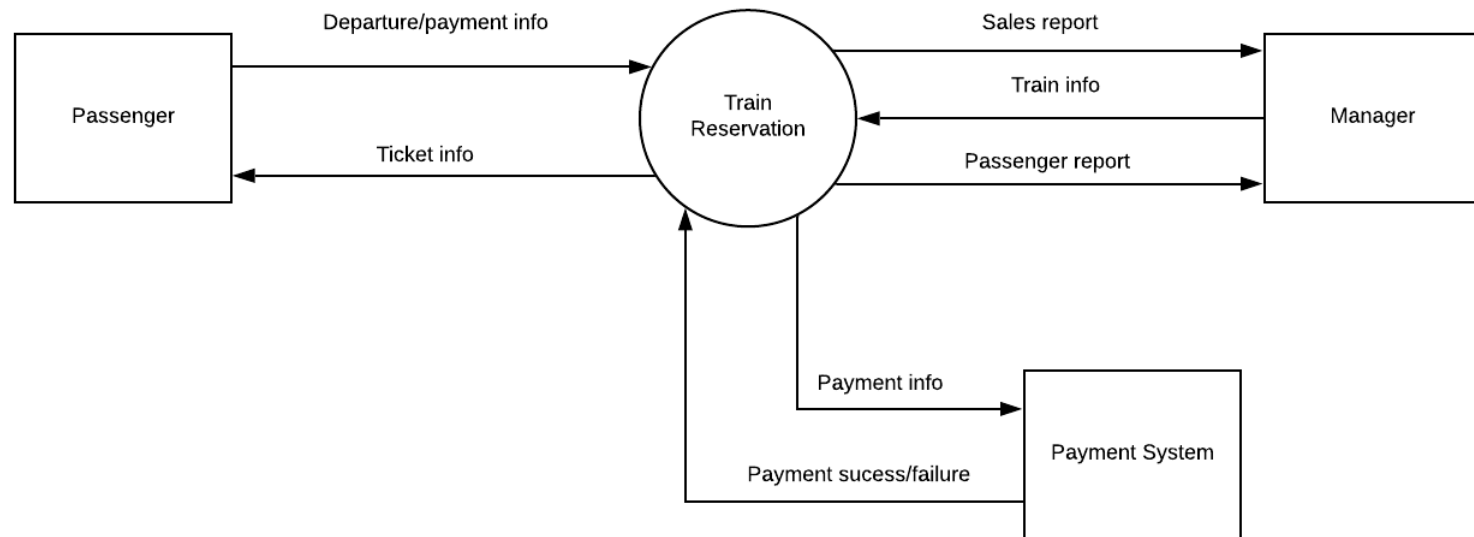 Departure/payment info
Sales report
Train info
Passenger
Train
Reservation
Manager
Ticket info
Passenger report
Payment info
Payment System
Payment sucess/failure